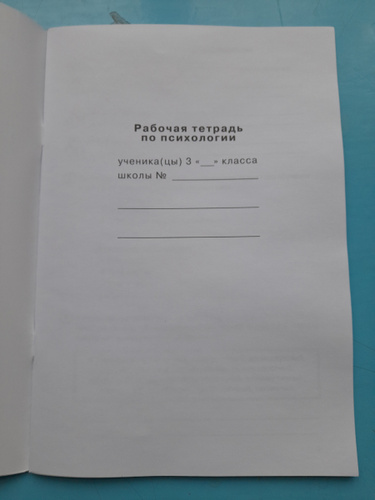 Рабочая тетрадь
по психологии
ученика(цы) 3 «__» класса
школы № ______________